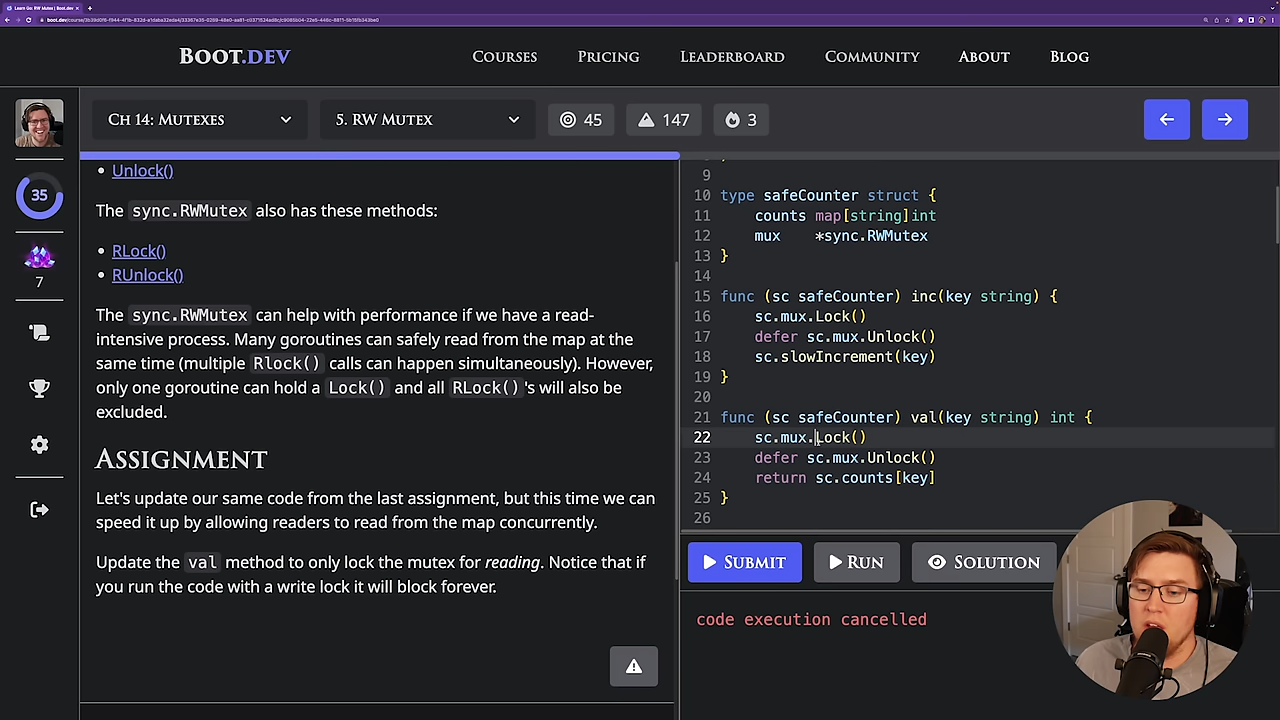 Learn Go: RW Mutex | Boot.dev
BOOT.DEV
COURSES
PRICING
LEADERBOARD
COMMUNITY
ABOUT
BLOG
CH 14: MUTEXES
5. RW MUTEX
45
147
3
35
7
• Unlock()
The sync.RWMutex also has these methods:
• RLock()
• RUnlock()
The sync.RWMutex can help with performance if we have a read-
intensive process. Many goroutines can safely read from the map at the
same time (multiple Rlock() calls can happen simultaneously). However,
only one goroutine can hold a Lock() and all RLock()'s will also be
excluded.
ASSIGNMENT
Let's update our same code from the last assignment, but this time we can
speed it up by allowing readers to read from the map concurrently.
Update the val method to only lock the mutex for reading. Notice that if
you run the code with a write lock it will block forever.
9
10 type safeCounter struct {
11 counts map[string]int
12 mux *sync.RWMutex
13 }
14
15 func (sc safeCounter) inc(key string) {
16 sc.mux.Lock()
17 defer sc.mux.Unlock()
18 sc.slowIncrement(key)
19 }
20
21 func (sc safeCounter) val(key string) int {
22 sc.mux.Lock()
23 defer sc.mux.Unlock()
24 return sc.counts[key]
25 }
26
SUBMIT
RUN
SOLUTION
code execution cancelled